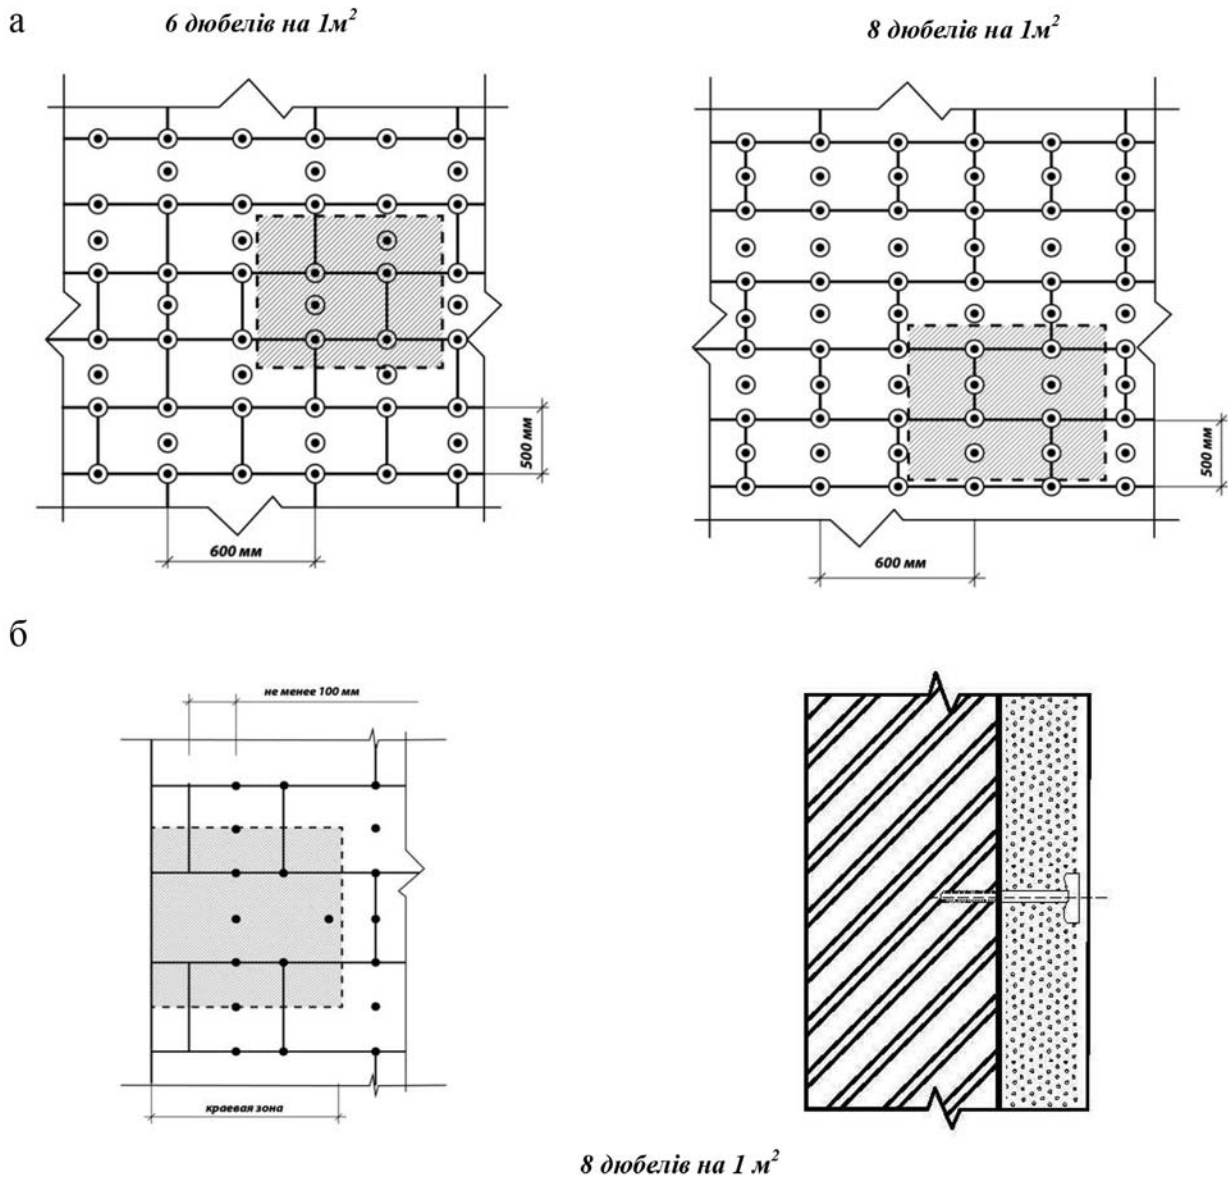 а
6 дюбелів на 1м²
8 дюбелів на 1м²
500 мм
500 мм
600 мм
600 мм
б
не менее 100 мм
краевая зона
8 дюбелів на 1 м²